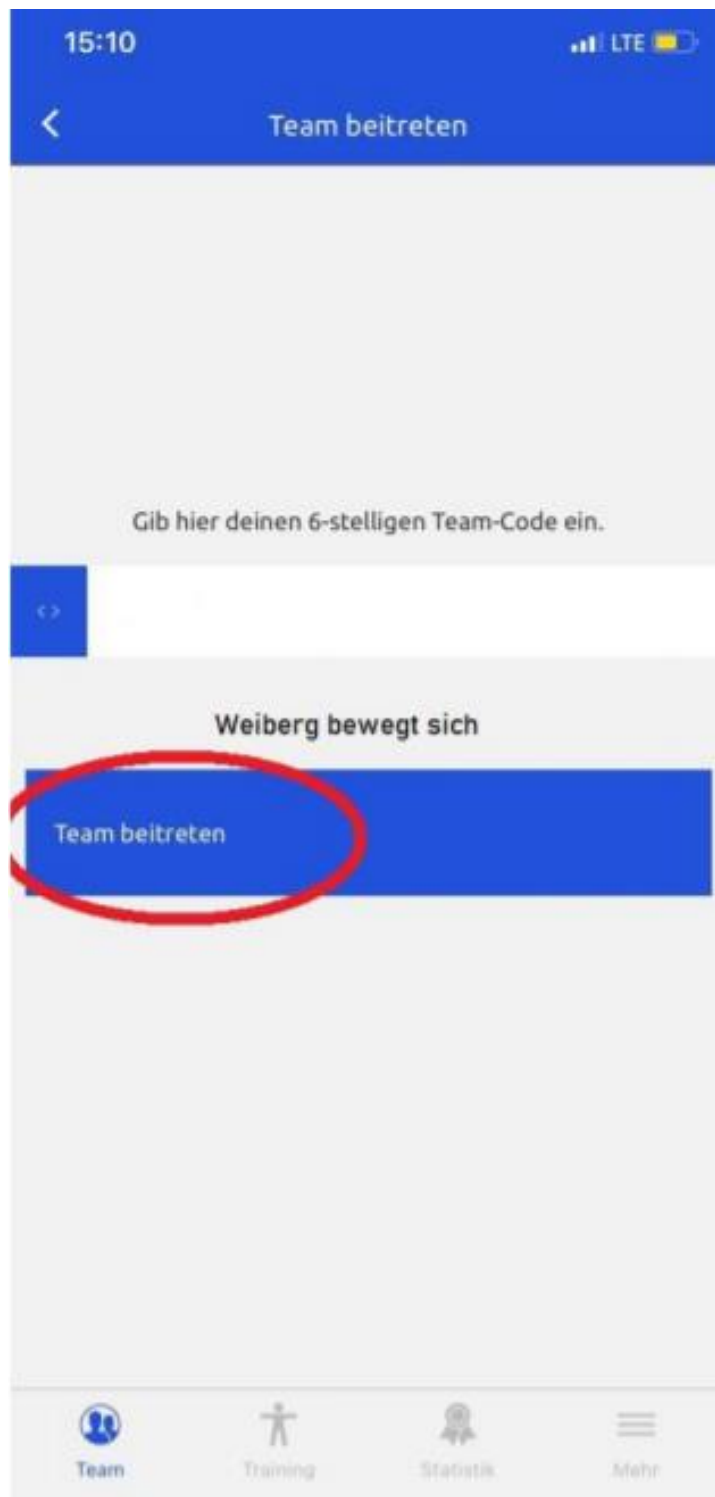 15:10
LTE
Team beitreten
Gib hier deinen 6-stelligen Team-Code ein.
<>
Weiberg bewegt sich
Team beitreten
Team
Training
Statistik
Mehr